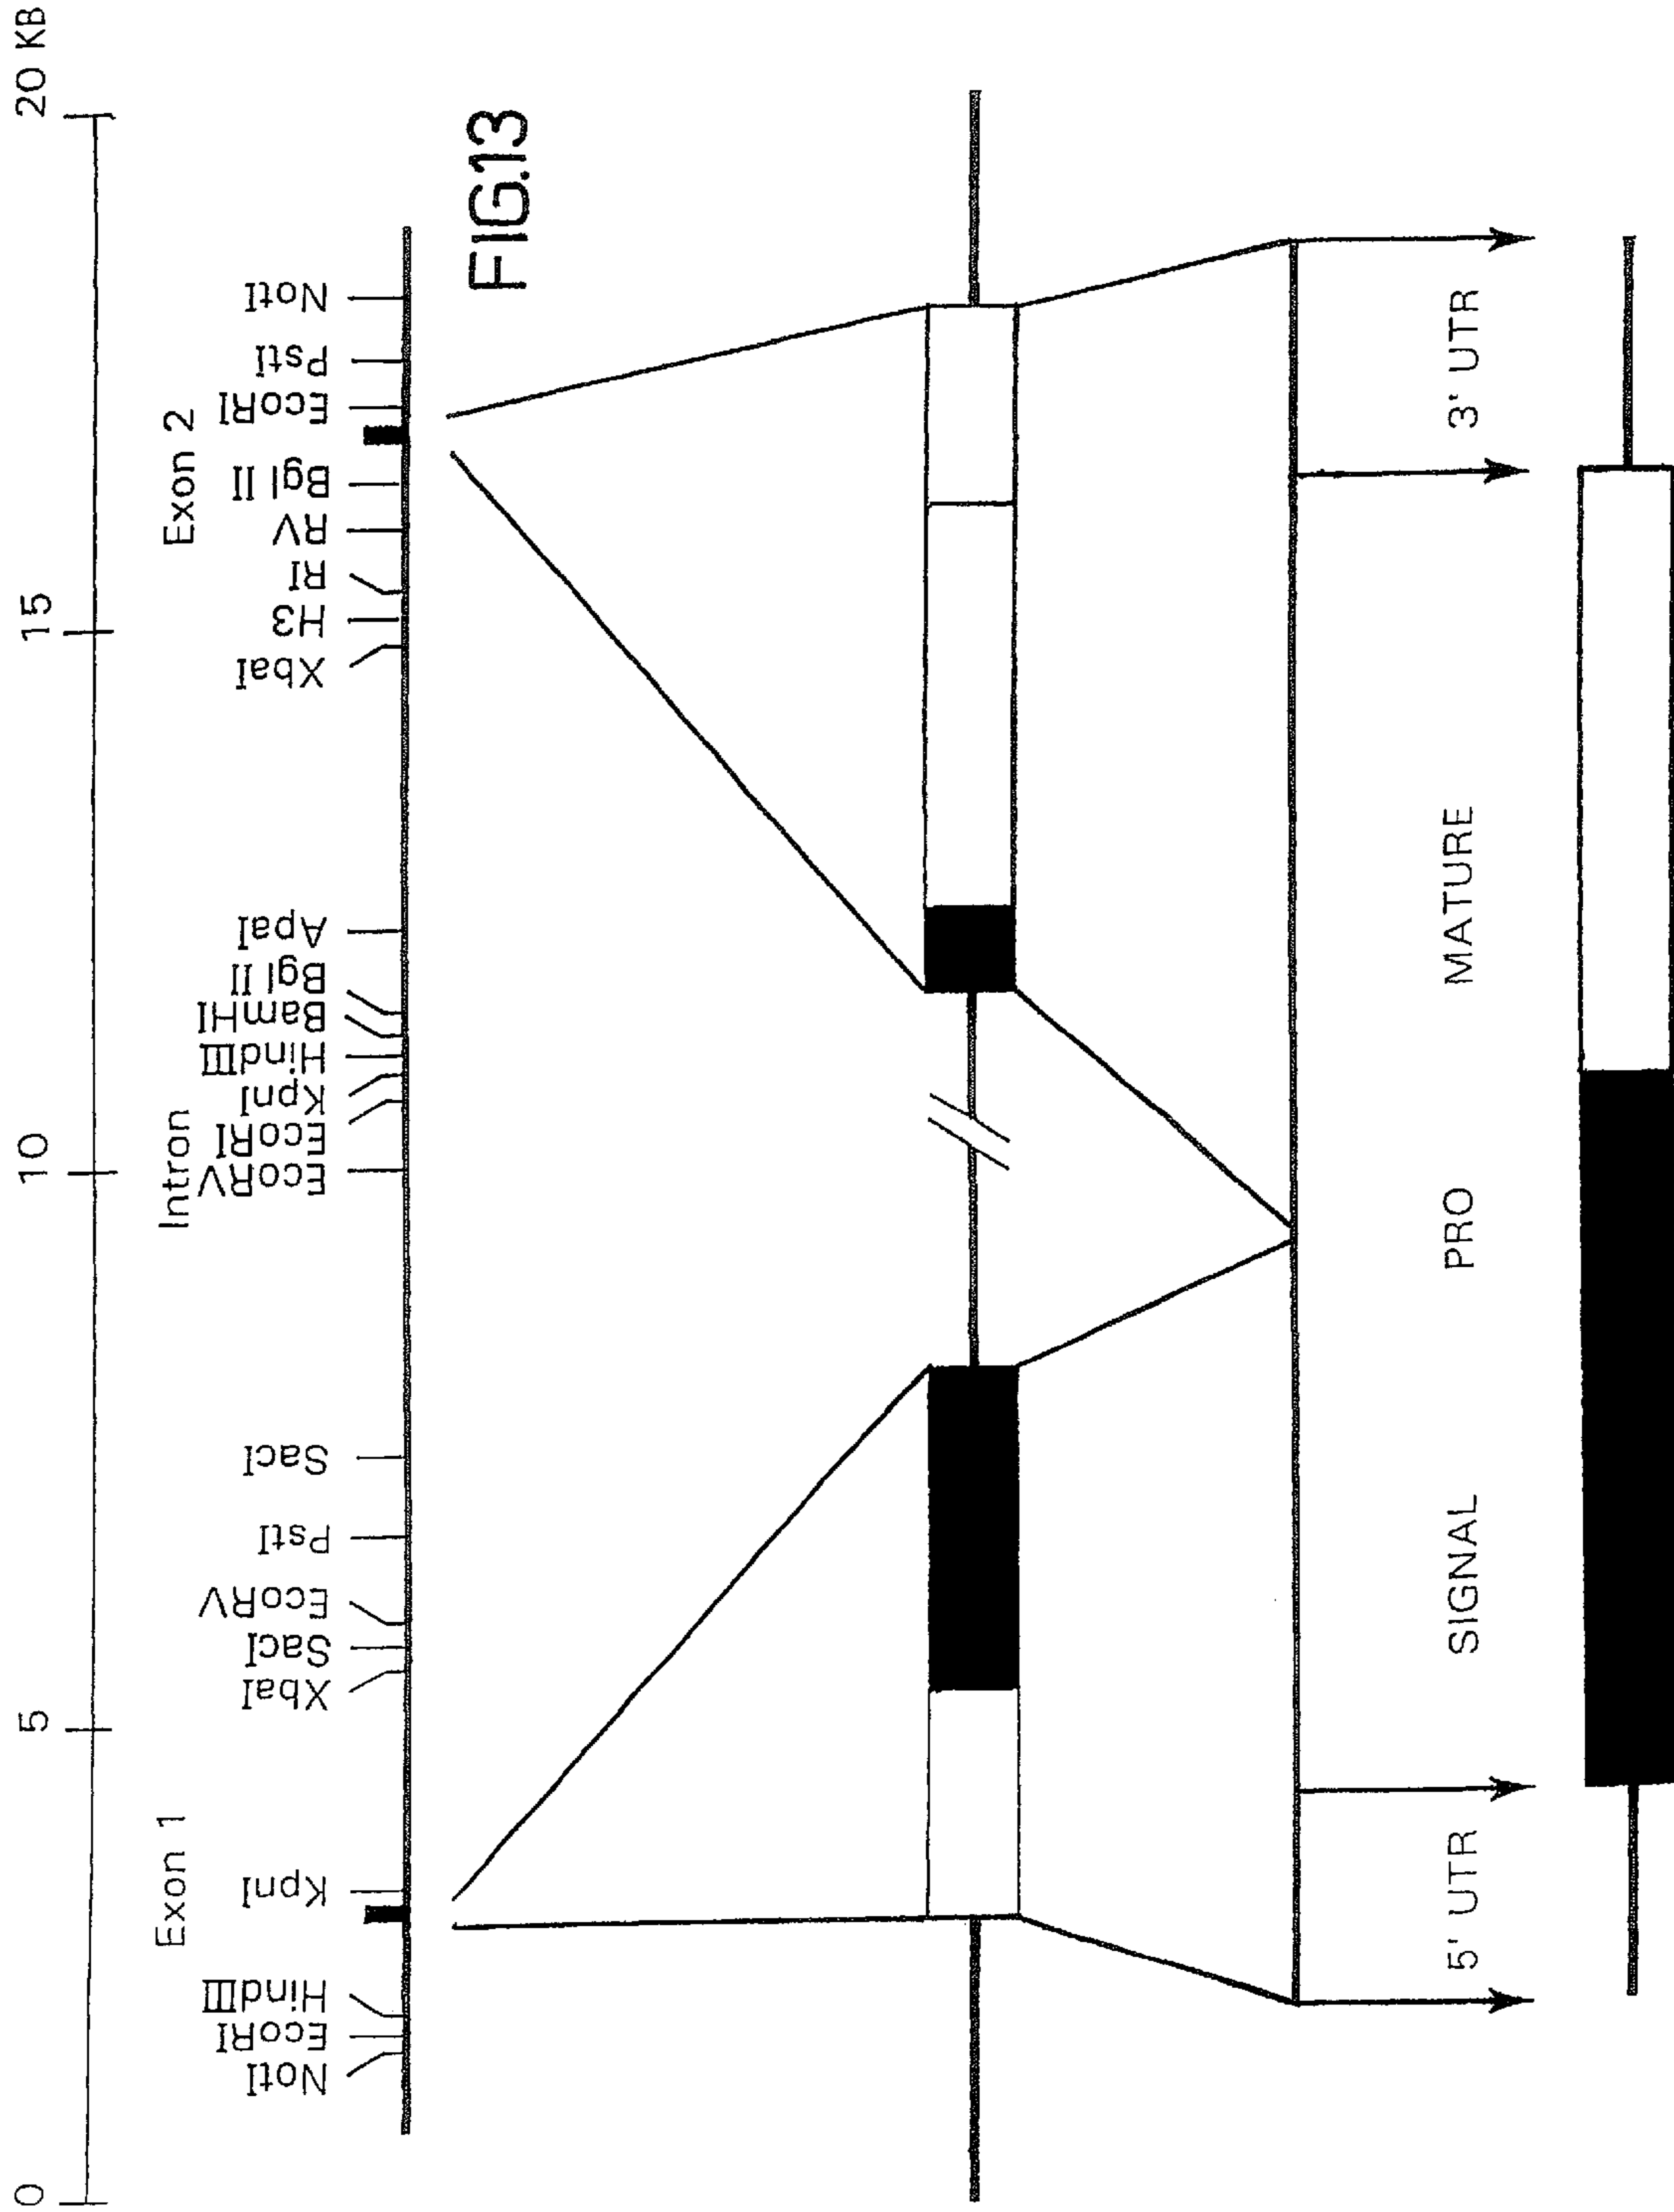 0 5 10 15 20 KB
Exon 1 Intron Exon 2
NotI EcoRI HindIII KpnI XbaI SacI EcoRV PstI SacI EcoRV EcoRI KpnI HindIII BamHI Bgl II ApaI XbaI H3 RI RV Bgl II EcoRI PstI NotI
FIG.13
5' UTR SIGNAL PRO MATURE 3' UTR